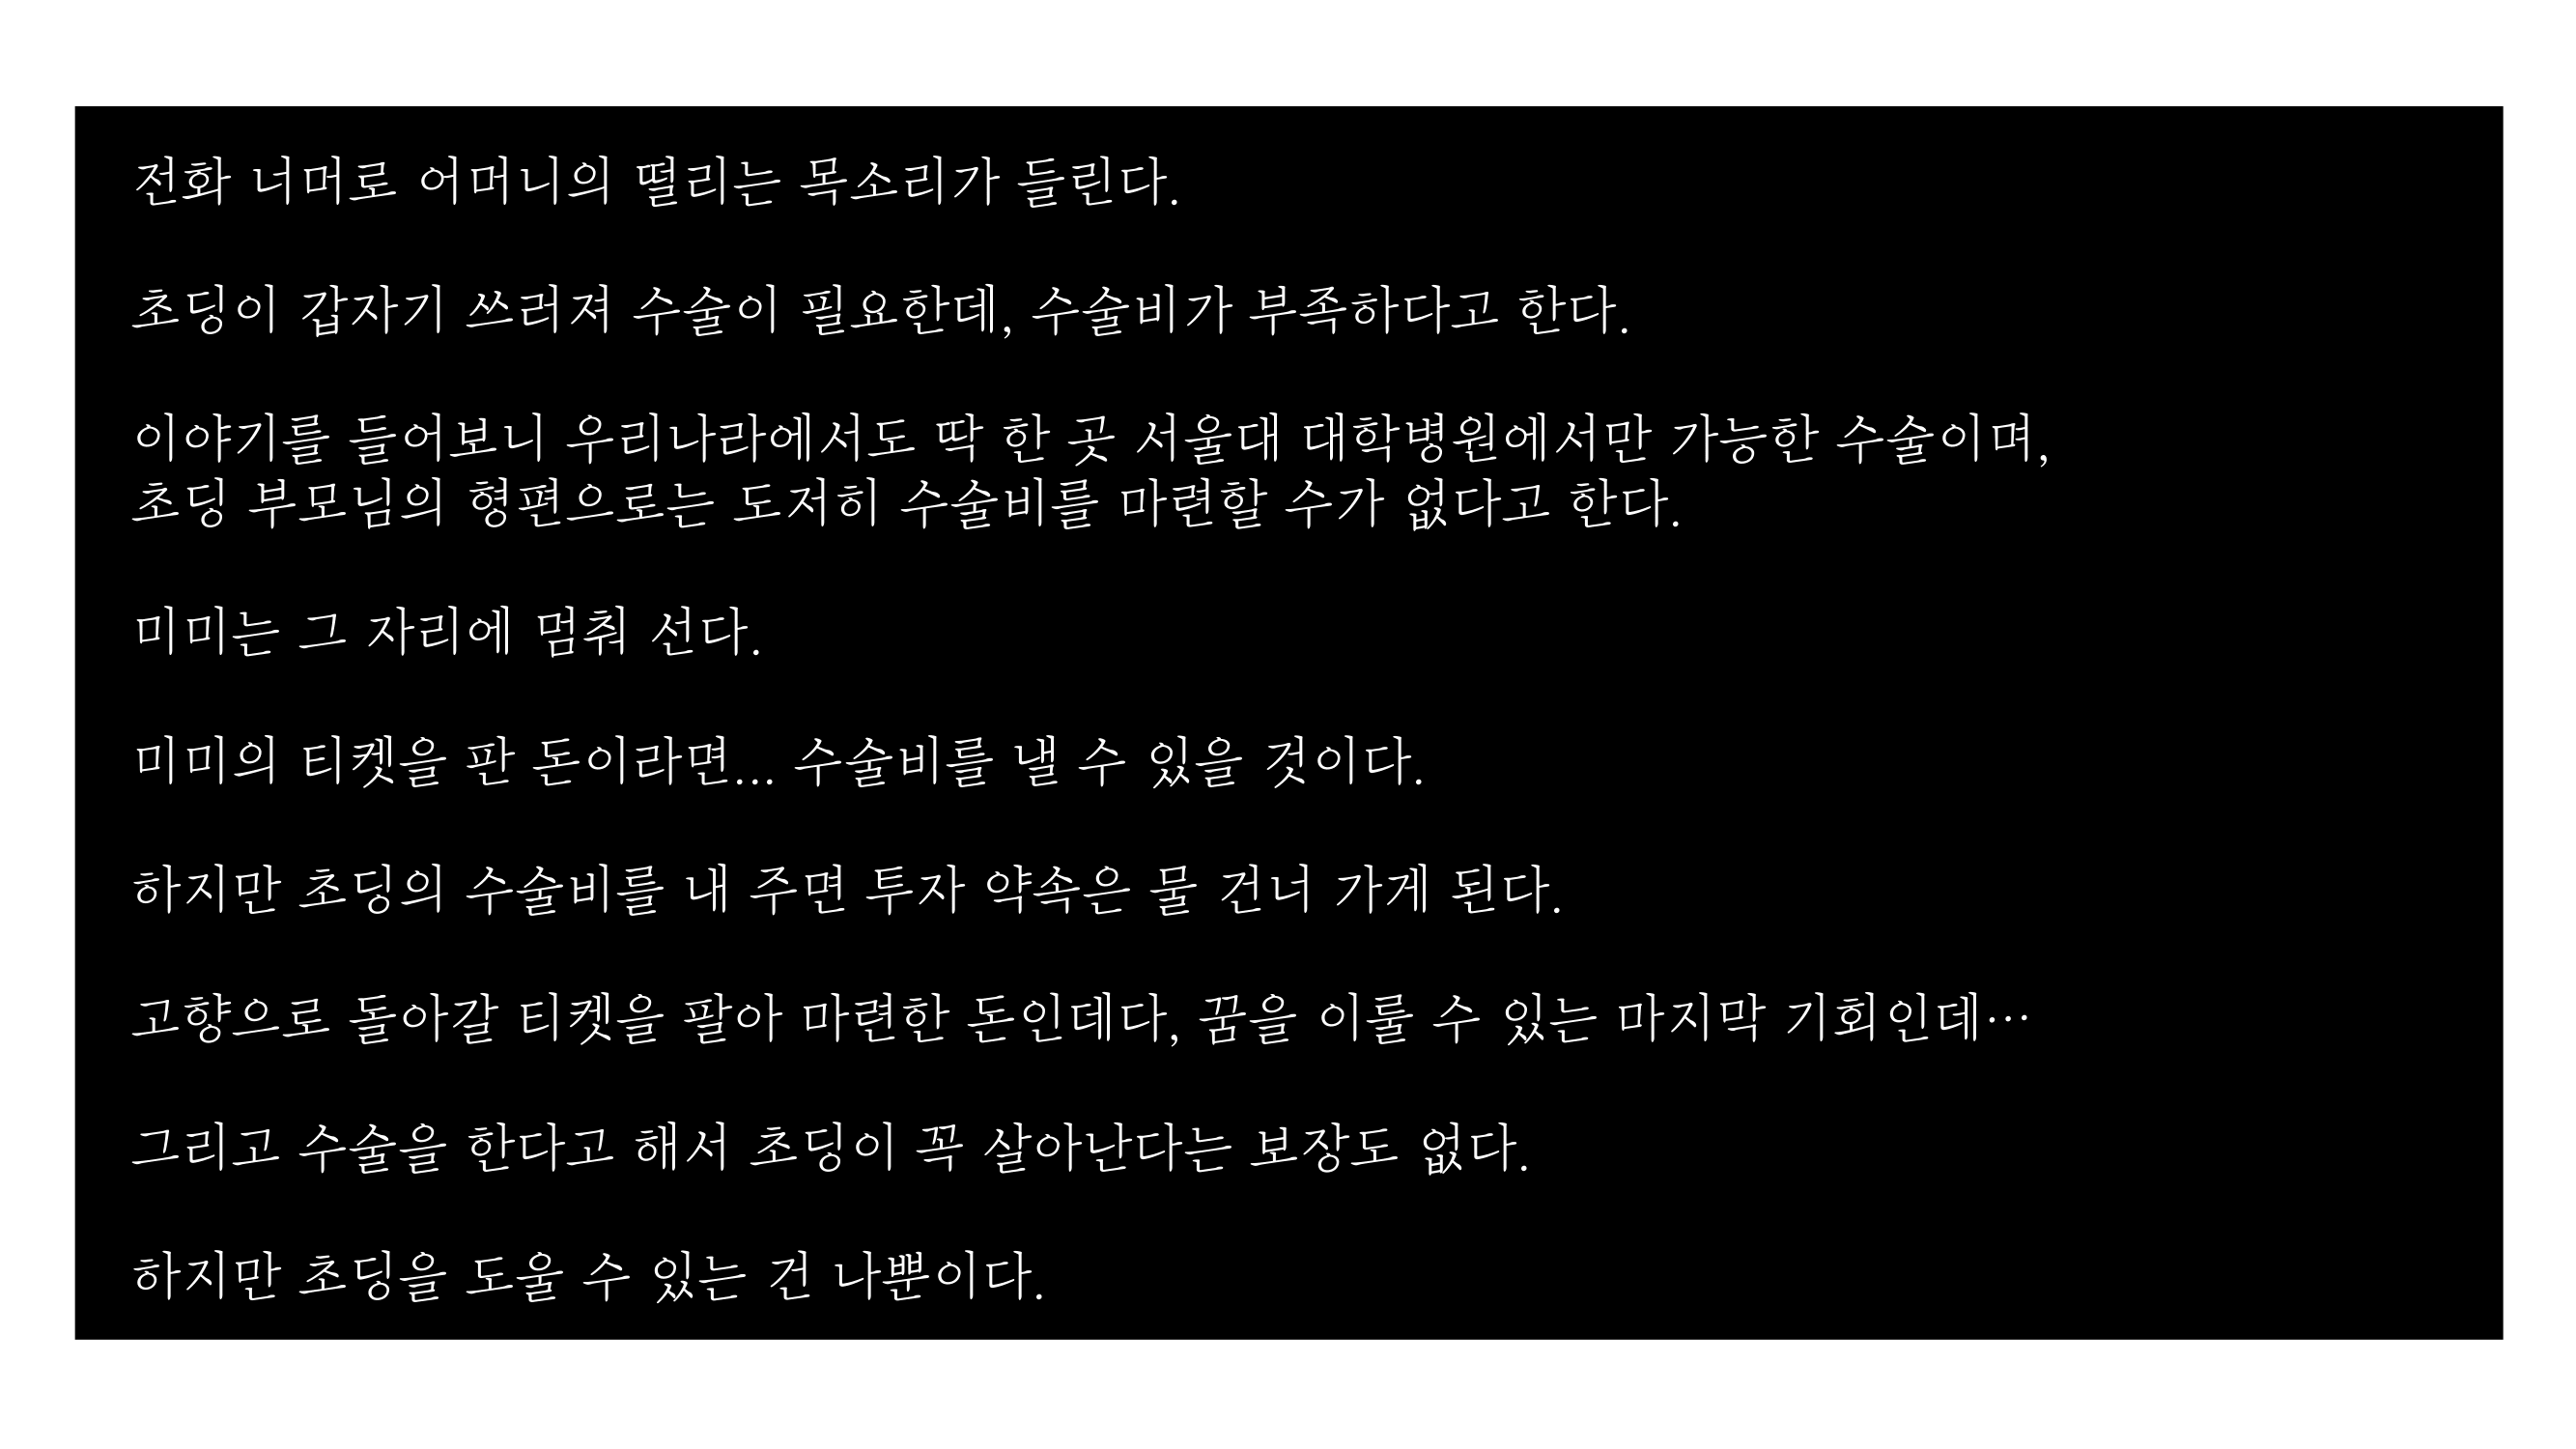 전화 너머로 어머니의 떨리는 목소리가 들린다.
초딩이 갑자기 쓰러져 수술이 필요한데, 수술비가 부족하다고 한다.
이야기를 들어보니 우리나라에서도 딱 한 곳 서울대 대학병원에서만 가능한 수술이며,
초딩 부모님의 형편으로는 도저히 수술비를 마련할 수가 없다고 한다.
미미는 그 자리에 멈춰 선다.
미미의 티켓을 판 돈이라면... 수술비를 낼 수 있을 것이다.
하지만 초딩의 수술비를 내 주면 투자 약속은 물 건너 가게 된다.
고향으로 돌아갈 티켓을 팔아 마련한 돈인데다, 꿈을 이룰 수 있는 마지막 기회인데…
그리고 수술을 한다고 해서 초딩이 꼭 살아난다는 보장도 없다.
하지만 초딩을 도울 수 있는 건 나뿐이다.